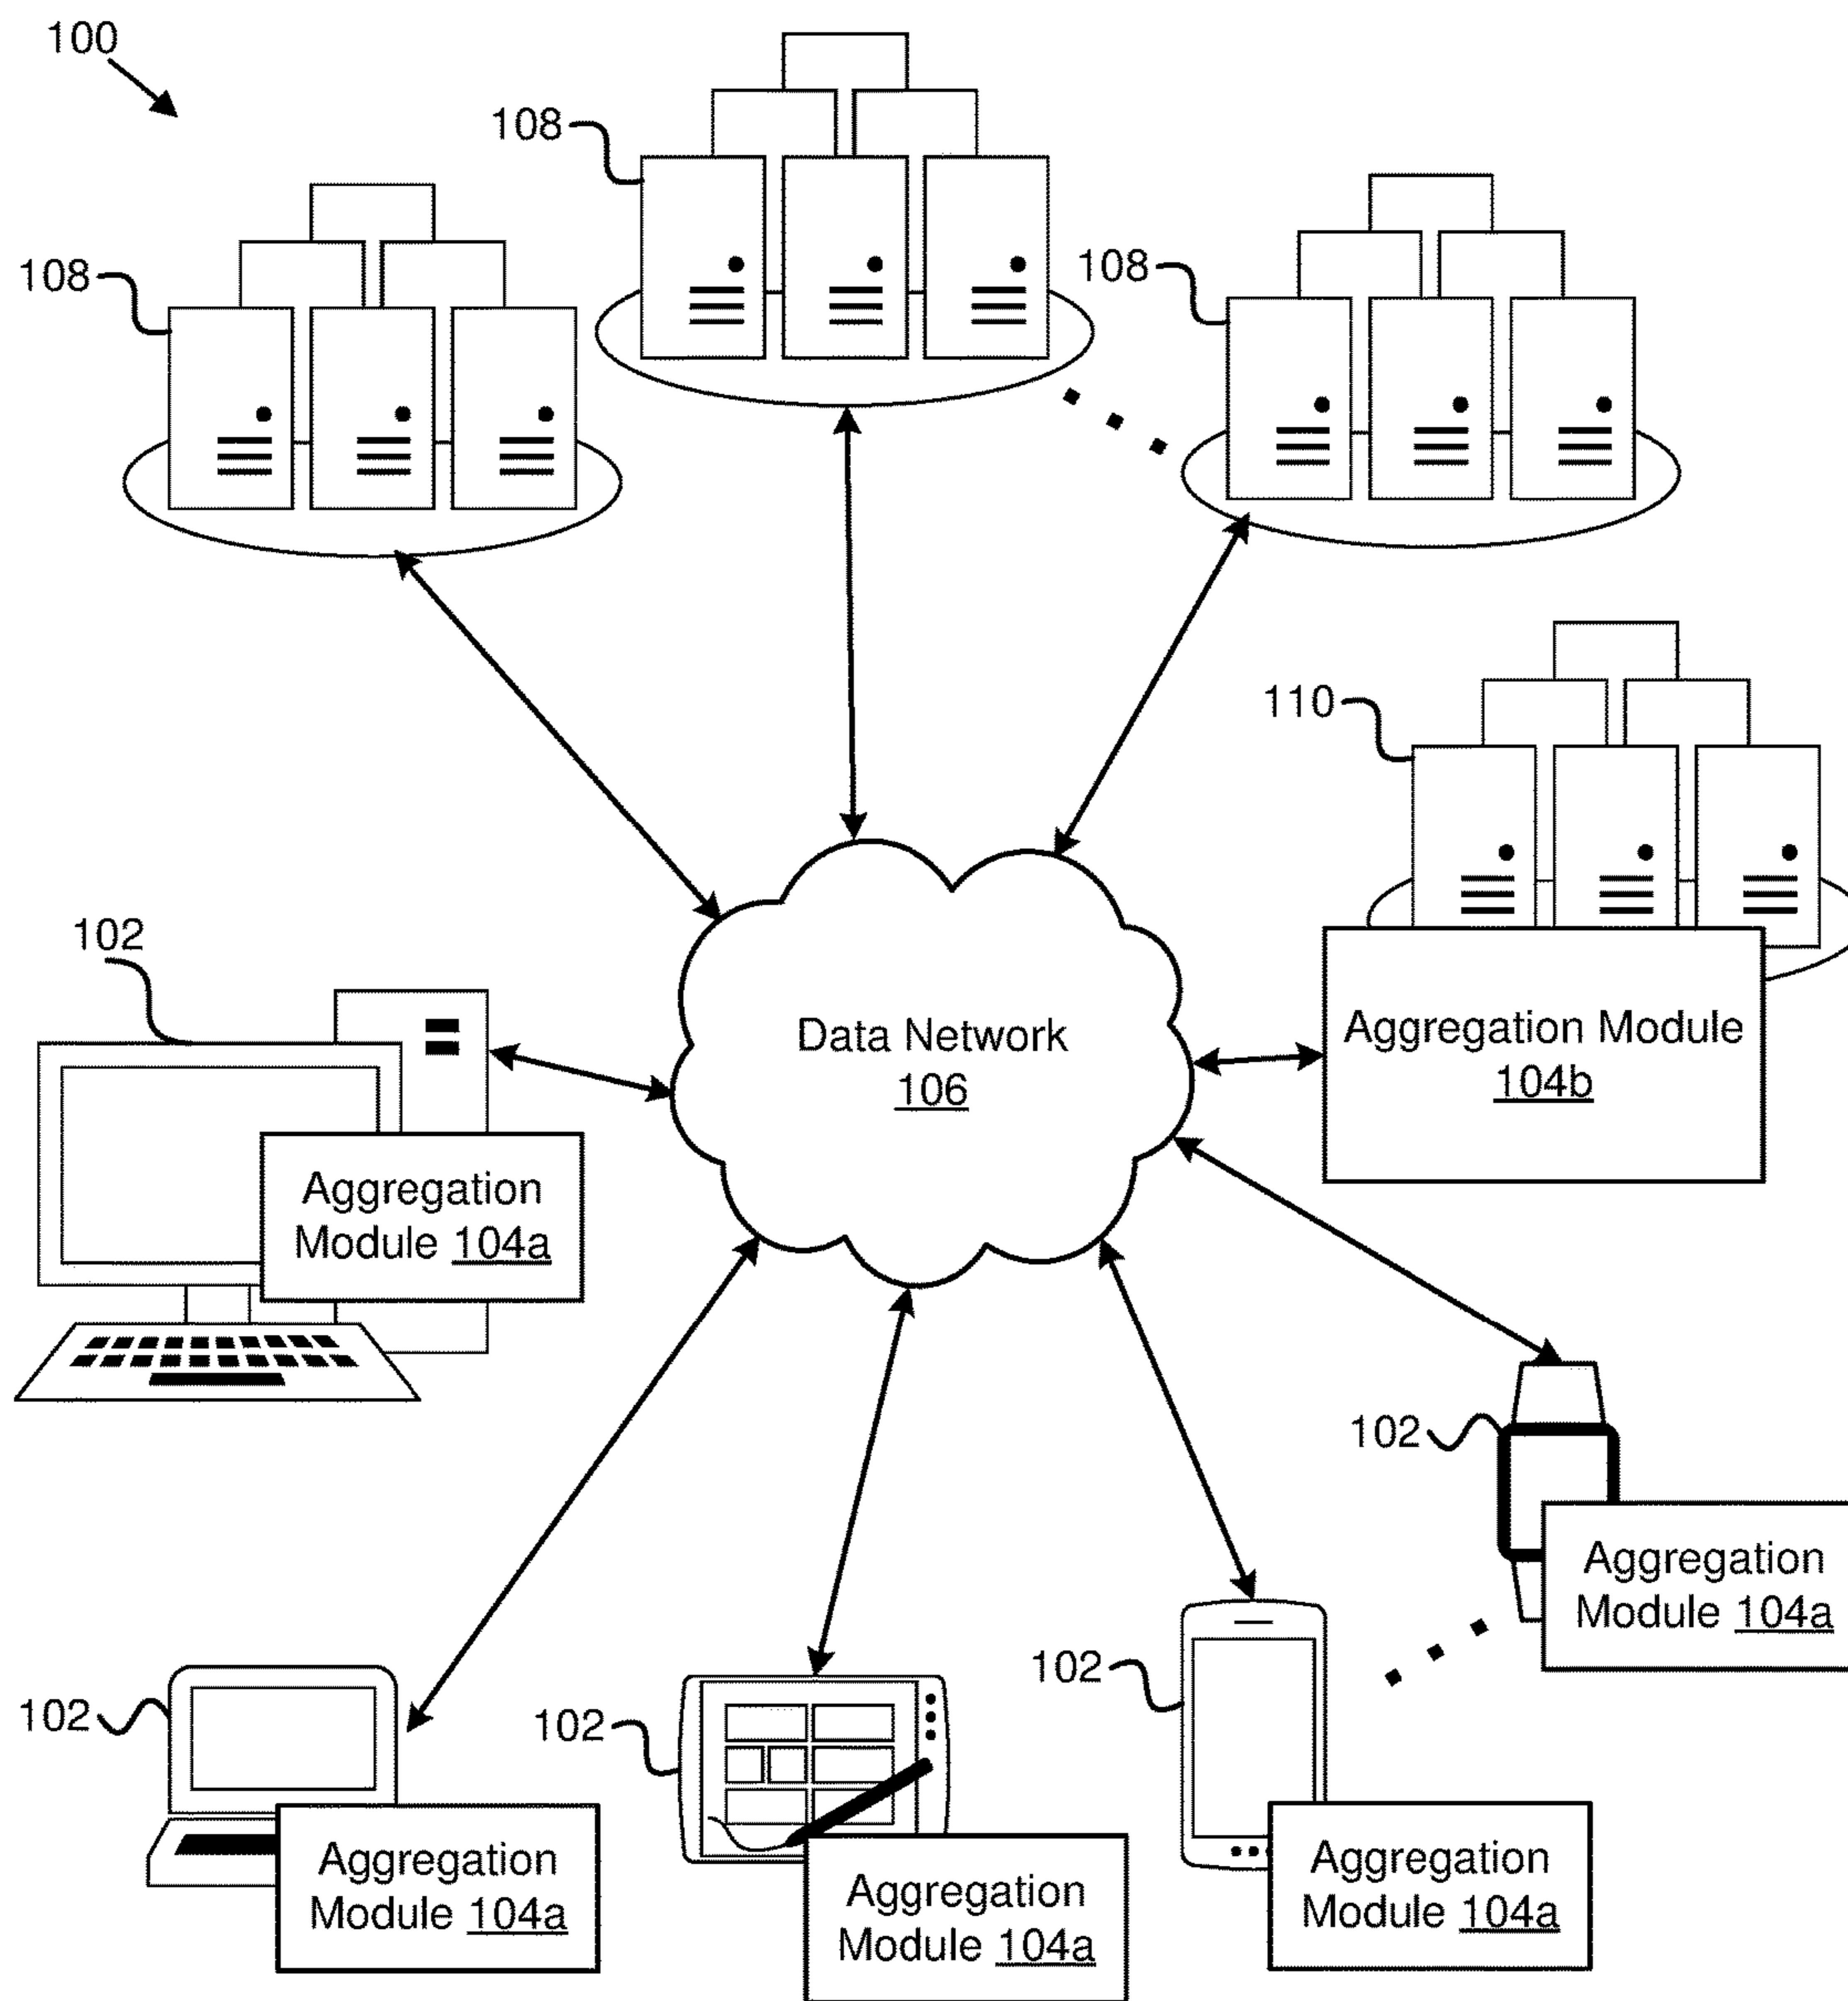 100
108
108
108
110
102
Data Network
106
Aggregation Module
104b
Aggregation
Module 104a
102
Aggregation
Module 104a
102
102
102
Aggregation
Module 104a
Aggregation
Module 104a
Aggregation
Module 104a